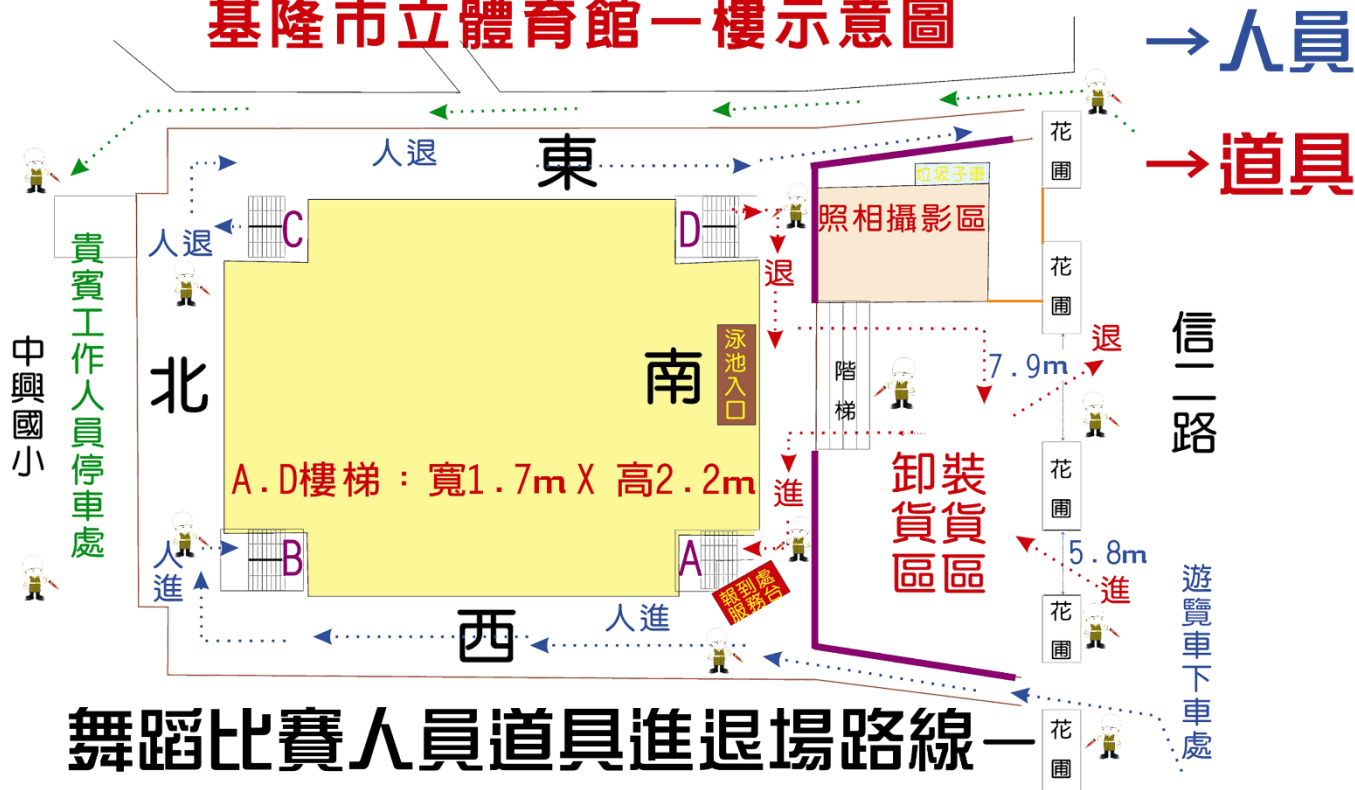 基隆市立體育館一樓示意圖
→人員
→道具
花圃
人退
東
垃圾子車
照相攝影區
C
D
人退
退
花圃
貴賓工作人員停車處
中興國小
北
南
泳池入口
階梯
7.9m
退
信二路
A.D樓梯：寬1.7m X 高2.2m
進
卸貨區
裝貨區
花圃
5.8m
進
人進
B
A
報到處
服務台
花圃
遊覽車下車處
人進
西
舞蹈比賽人員道具進退場路線一
花圃